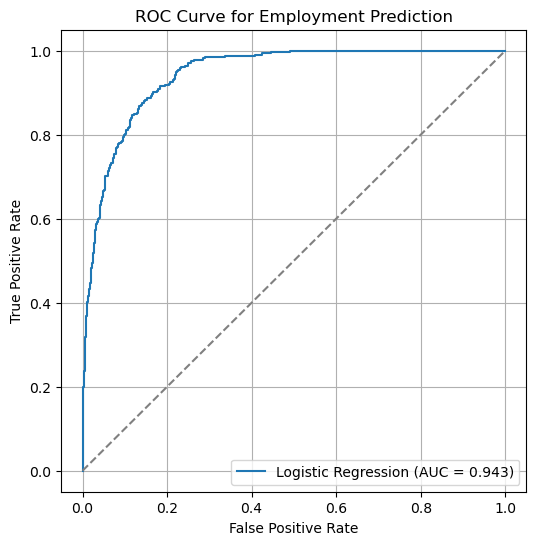 ROC Curve for Employment Prediction
True Positive Rate
1.0
0.8
0.6
0.4
0.2
0.0
Logistic Regression (AUC = 0.943)
0.0 0.2 0.4 0.6 0.8 1.0
False Positive Rate